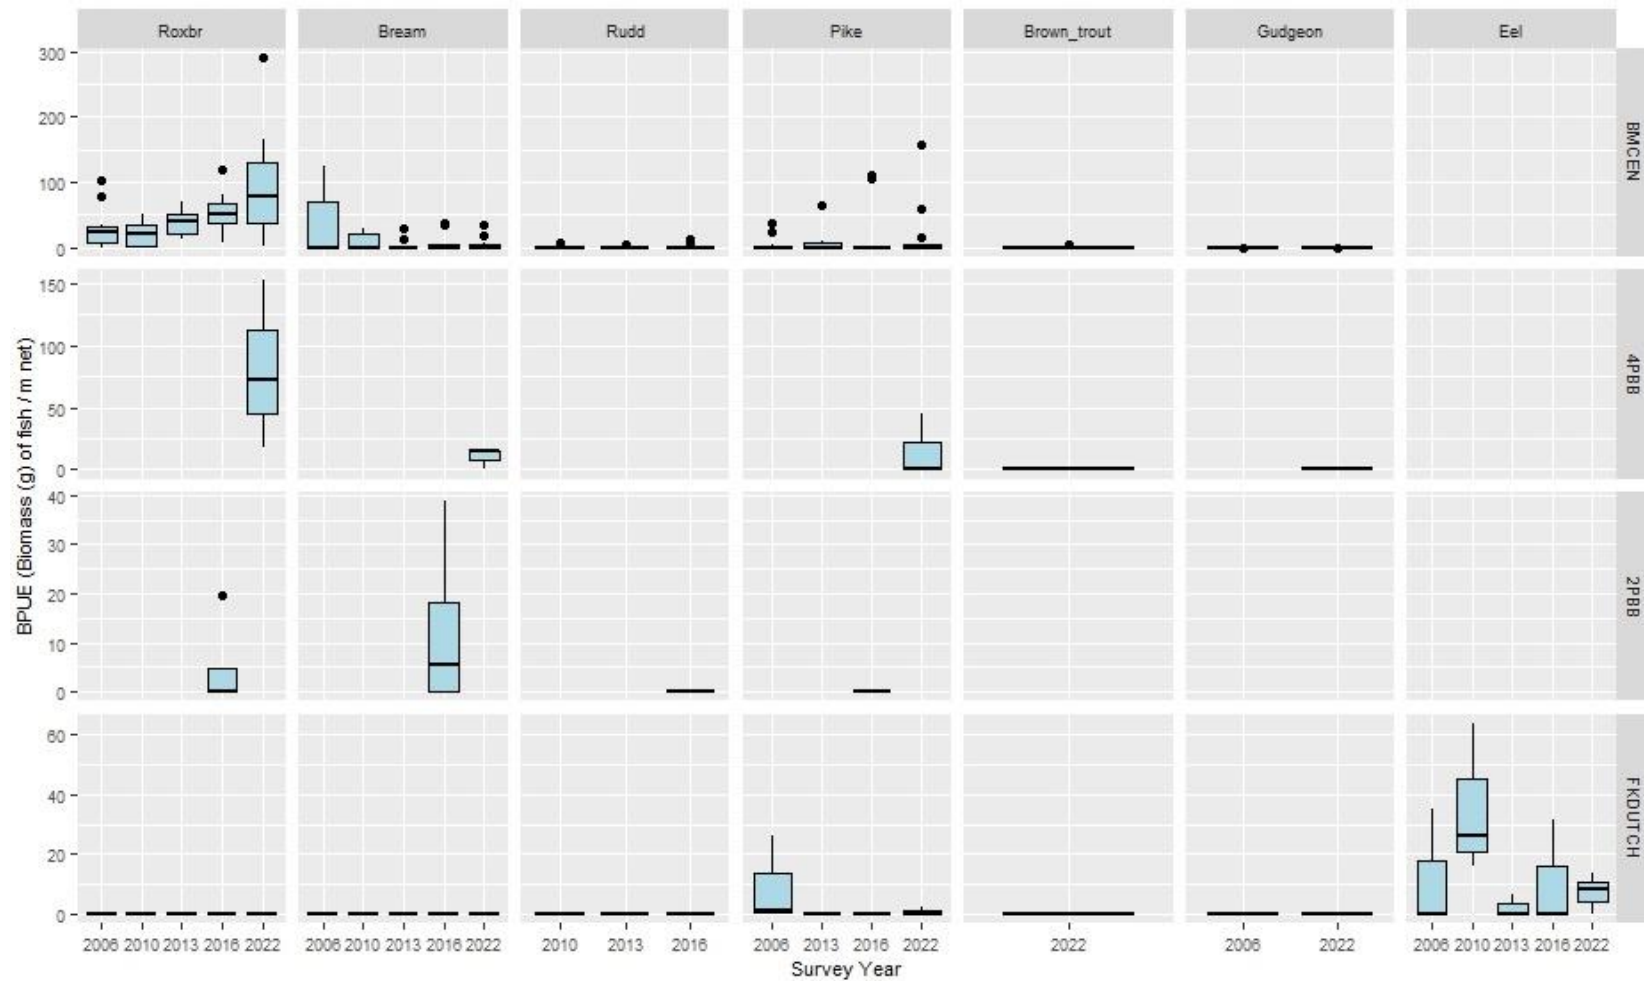 Roxbr Bream Rudd Pike Brown_trout Gudgeon Eel
300
200
100
0
BMCEN
150
100
50
0
4PBB
40
30
20
10
0
2PBB
60
40
20
0
FKDUTCH
BPUE (Biomass (g) of fish / m net)
2006 2010 2013 2016 2022 2006 2010 2013 2016 2022 2010 2013 2016 2006 2013 2016 2022 2022 2006 2022 2006 2010 2013 2016 2022
Survey Year